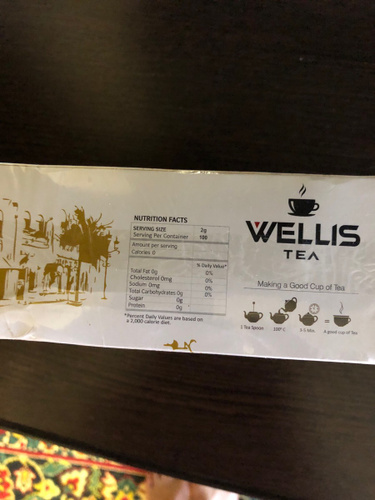 NUTRITION FACTS
SERVING SIZE 2g
Serving Per Container 100
Amount per serving
Calories 0
% Daily Value*
Total Fat 0g 0%
Cholesterol 0mg 0%
Sodium 0mg 0%
Total Carbohydrates 0g 0%
Sugar 0g
Protein 0g
*Percent Daily Values are based on
a 2,000 calorie diet.
WELLIS
TEA
Making a Good Cup of Tea
1 Tea Spoon 100°C 3-5 Min A good cup of Tea